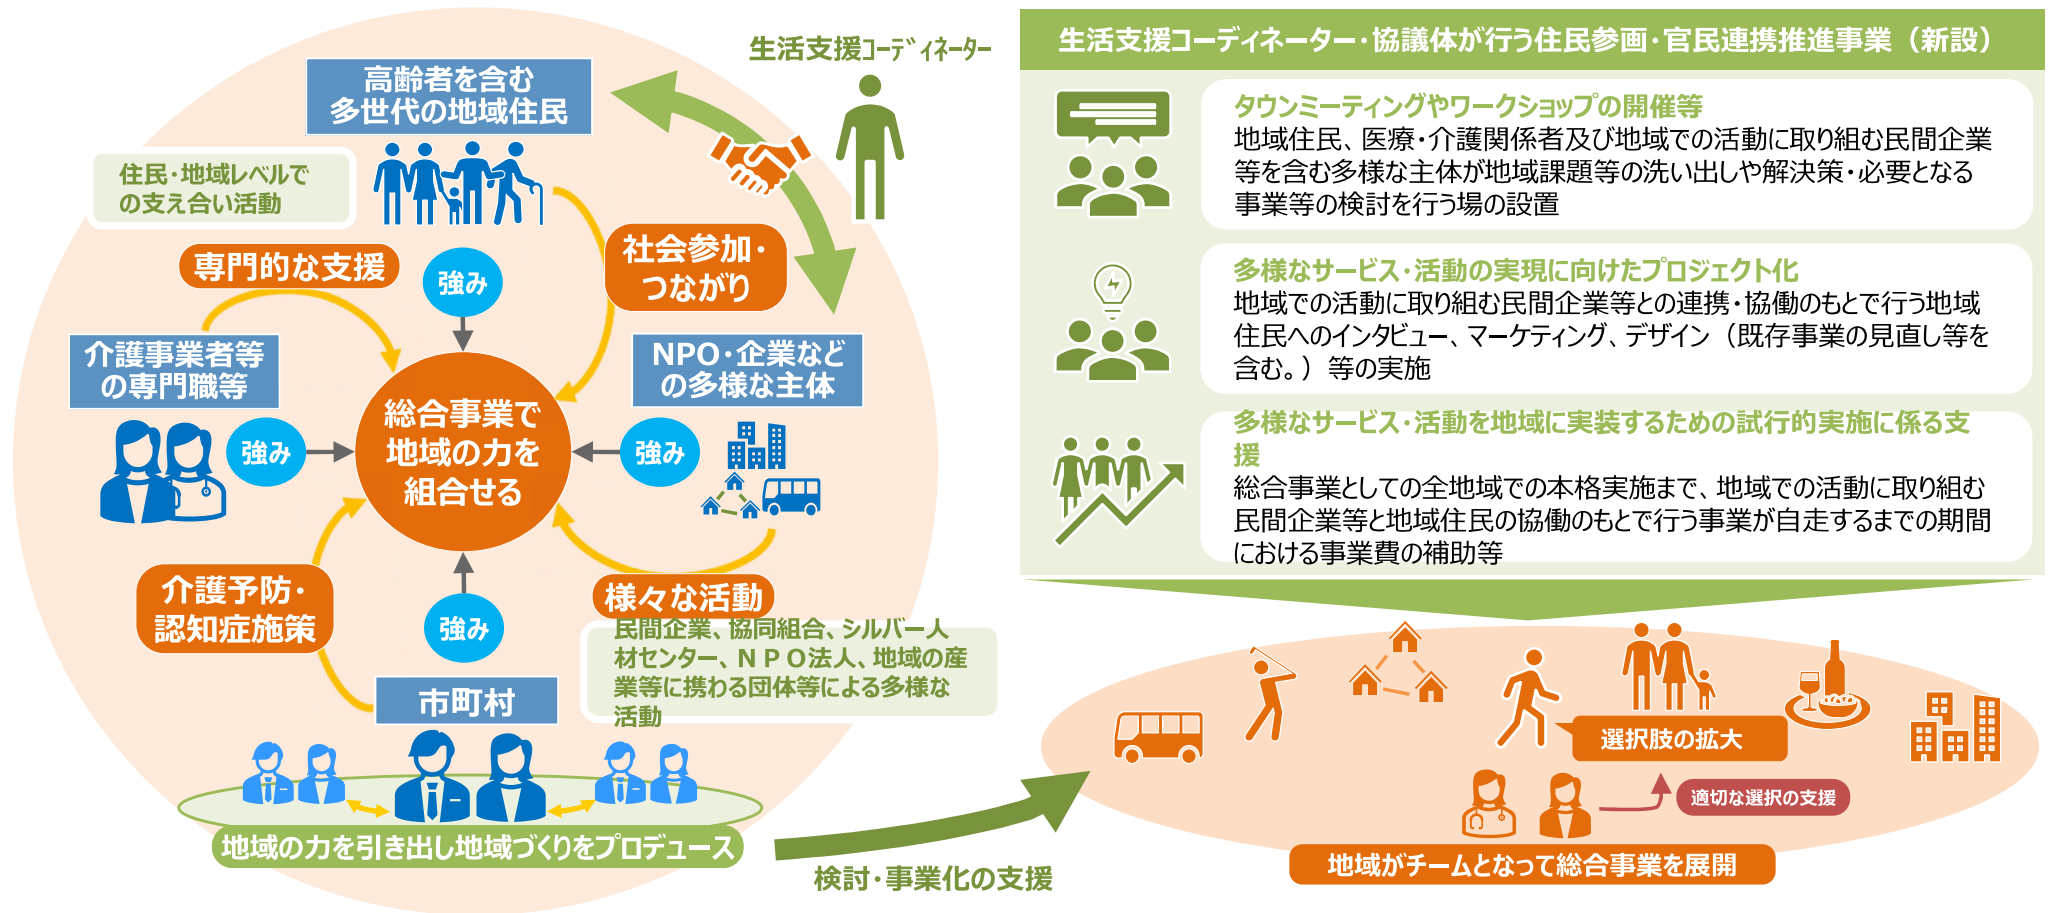 生活支援ｺｰﾃﾞｨﾈｰﾀｰ
高齢者を含む
多世代の地域住民
住民・地域レベルで
の支え合い活動
専門的な支援
強み
社会参加・
つながり
介護事業者等
の専門職等
NPO・企業など
の多様な主体
強み
総合事業で
地域の力を
組合せる
強み
介護予防・
認知症施策
強み
様々な活動
民間企業、協同組合、シルバー人
材センター、ＮＰＯ法人、地域の産
業等に携わる団体等による多様な
活動
市町村
地域の力を引き出し地域づくりをプロデュース
検討・事業化の支援
生活支援コーディネーター・協議体が行う住民参画・官民連携推進事業（新設）
タウンミーティングやワークショップの開催等
地域住民、医療・介護関係者及び地域での活動に取り組む民間企業
等を含む多様な主体が地域課題等の洗い出しや解決策・必要となる
事業等の検討を行う場の設置
多様なサービス・活動の実現に向けたプロジェクト化
地域での活動に取り組む民間企業等との連携・協働のもとで行う地域
住民へのインタビュー、マーケティング、デザイン（既存事業の見直し等を
含む。）等の実施
多様なサービス・活動を地域に実装するための試行的実施に係る支
援
総合事業としての全地域での本格実施まで、地域での活動に取り組む
民間企業等と地域住民の協働のもとで行う事業が自走するまでの期間
における事業費の補助等
選択肢の拡大
適切な選択の支援
地域がチームとなって総合事業を展開